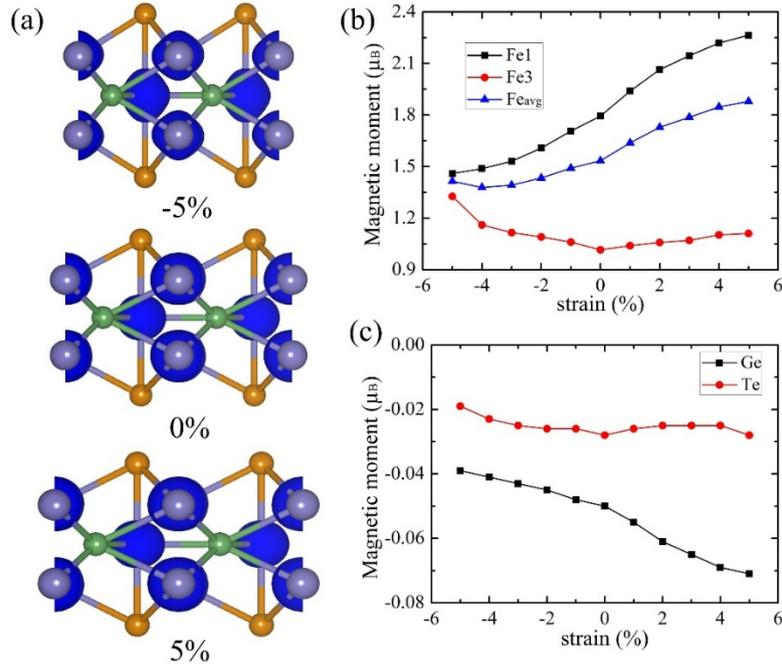 (a)
-5%
0%
5%
(b)
Magnetic moment (μB)
2.4
2.1
1.8
1.5
1.2
0.9
Fe1
Fe3
Feavg
-6 -4 -2 0 2 4 6
strain (%)
(c)
Magnetic moment (μB)
0.00
-0.02
-0.04
-0.06
-0.08
Ge
Te
-6 -4 -2 0 2 4 6
strain (%)